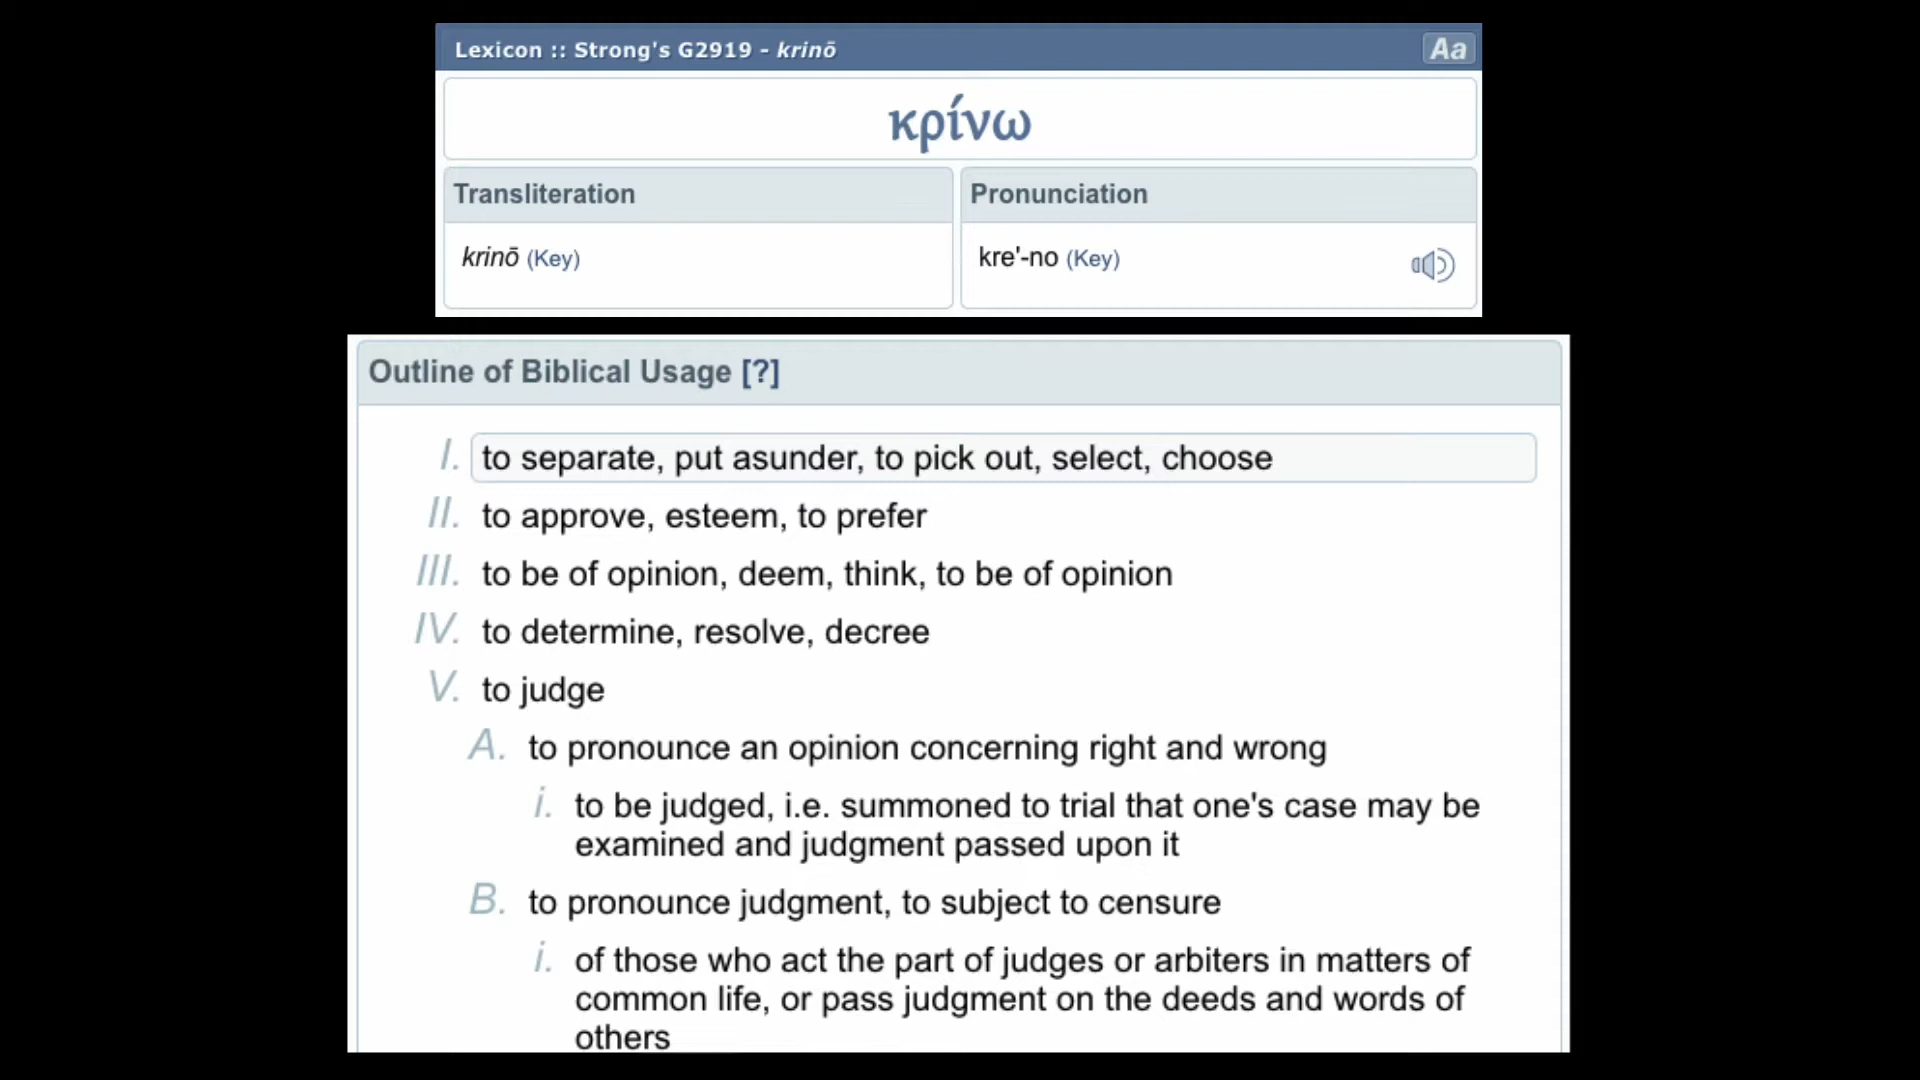 Lexicon :: Strong's G2919 - krinō
Aa
κρίνω
Transliteration
Pronunciation
krinō (Key)
kre'-no (Key)
Outline of Biblical Usage [?]
I. to separate, put asunder, to pick out, select, choose
II. to approve, esteem, to prefer
III. to be of opinion, deem, think, to be of opinion
IV. to determine, resolve, decree
V. to judge
A. to pronounce an opinion concerning right and wrong
i. to be judged, i.e. summoned to trial that one's case may be
examined and judgment passed upon it
B. to pronounce judgment, to subject to censure
i. of those who act the part of judges or arbiters in matters of
common life, or pass judgment on the deeds and words of
others